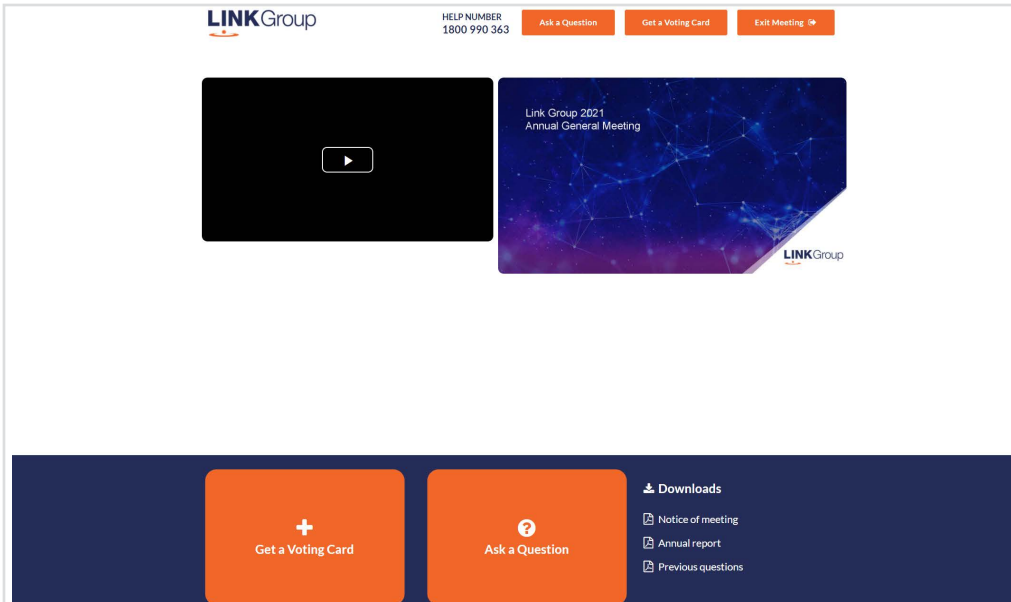 LINKGroup
HELP NUMBER
1800 990 363
Ask a Question
Get a Voting Card
Exit Meeting
Link Group 2021
Annual General Meeting
LINKGroup
Get a Voting Card
Ask a Question
Downloads
Notice of meeting
Annual report
Previous questions